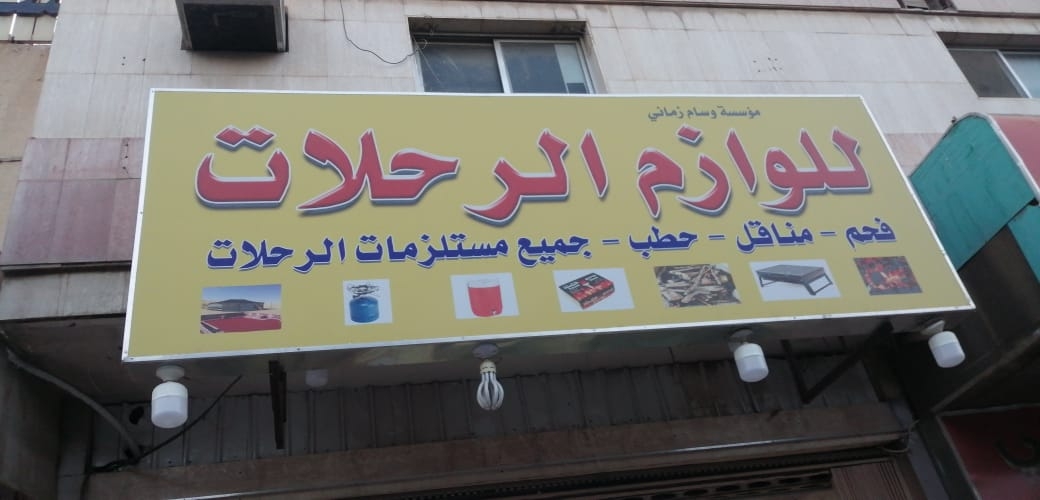 مؤسسة وسام زماني
للوازم الرحلات
فحم - مناقل - حطب - جميع مستلزمات الرحلات